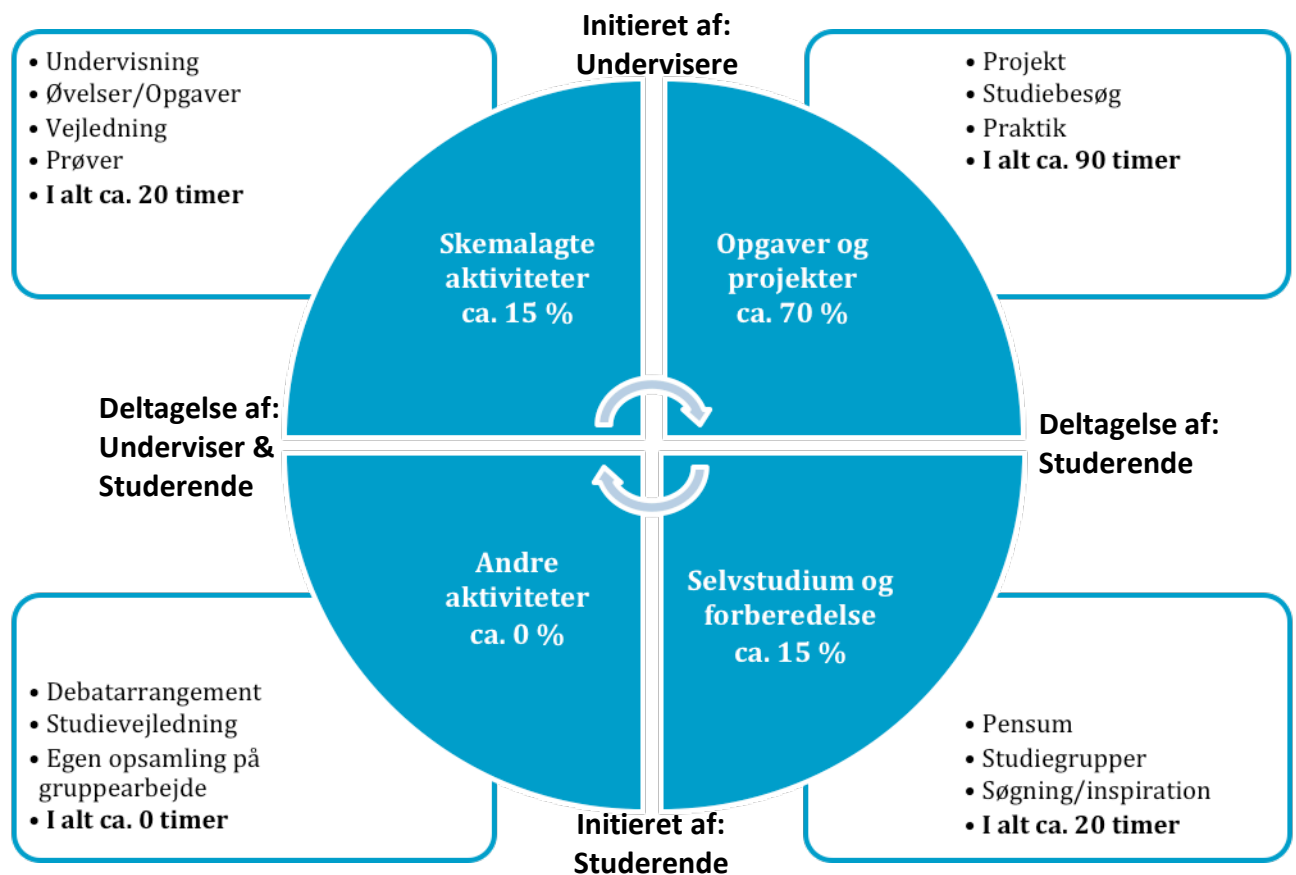 Initieret af:
Undervisere
• Undervisning
• Øvelser/Opgaver
• Vejledning
• Prøver
• I alt ca. 20 timer
• Projekt
• Studiebesøg
• Praktik
• I alt ca. 90 timer
Skemalagte
aktiviteter
ca. 15 %
Opgaver og
projekter
ca. 70 %
Deltagelse af:
Underviser &
Studerende
Deltagelse af:
Studerende
Andre
aktiviteter
ca. 0 %
Selvstudium og
forberedelse
ca. 15 %
• Debatarrangement
• Studievejledning
• Egen opsamling på
gruppearbejde
• I alt ca. 0 timer
• Pensum
• Studiegrupper
• Søgning/inspiration
• I alt ca. 20 timer
Initieret af:
Studerende